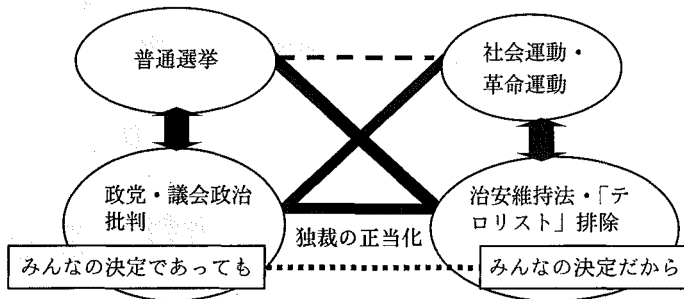 普通選挙
社会運動・
革命運動
政党・議会政治
批判
治安維持法・「テ
ロリスト」排除
独裁の正当化
みんなの決定であっても
みんなの決定だから